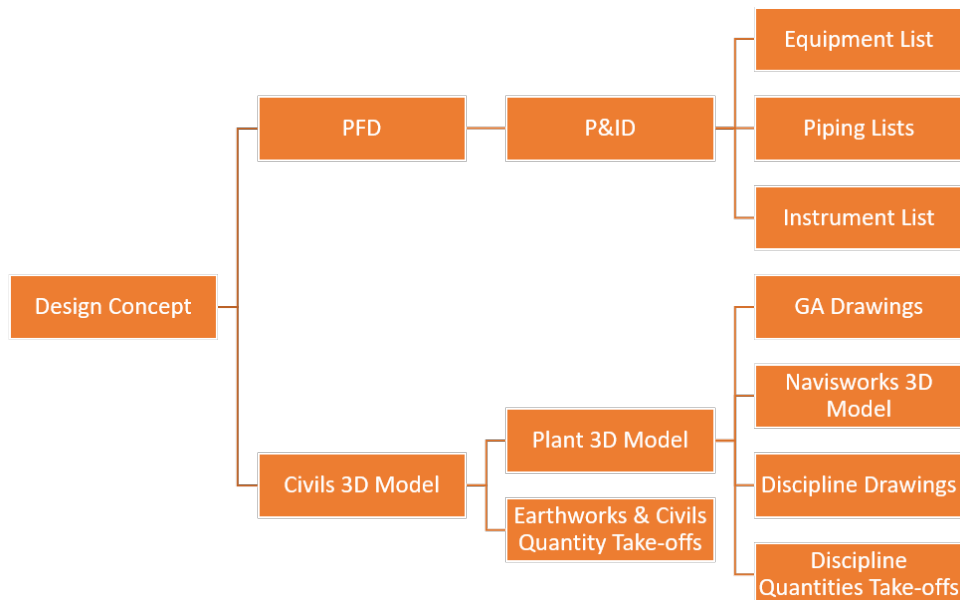 Equipment List
PFD
P&ID
Piping Lists
Instrument List
Design Concept
GA Drawings
Navisworks 3D
Model
Plant 3D Model
Civils 3D Model
Discipline Drawings
Earthworks & Civils
Quantity Take-offs
Discipline
Quantities Take-offs